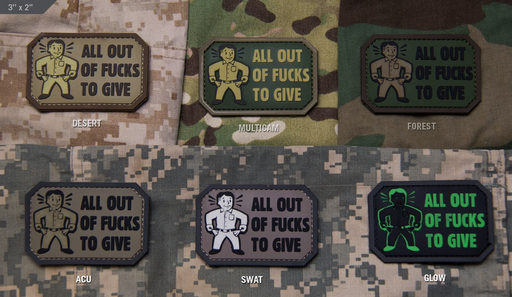 3" x 2"
ALL OUT
OF FUCKS
TO GIVE
DESERT
ALL OUT
OF FUCKS
TO GIVE
MULTICAM
ALL OUT
OF FUCKS
TO GIVE
FOREST
ALL OUT
OF FUCKS
TO GIVE
ACU
ALL OUT
OF FUCKS
TO GIVE
SWAT
ALL OUT
OF FUCKS
TO GIVE
GLOW